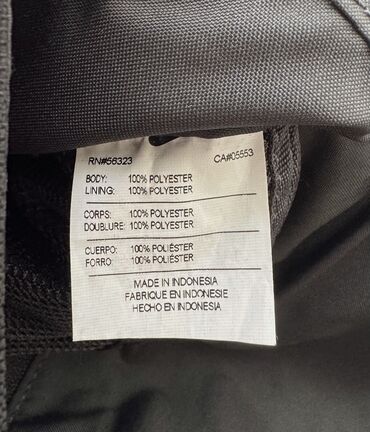 RN#56323 CA#05553
BODY: 100% POLYESTER
LINING: 100% POLYESTER
CORPS: 100% POLYESTER
DOUBLURE: 100% POLYESTER
CUERPO: 100% POLIÉSTER
FORRO: 100% POLIÉSTER
MADE IN INDONESIA
FABRIQUE EN INDONESIE
HECHO EN INDONESIA